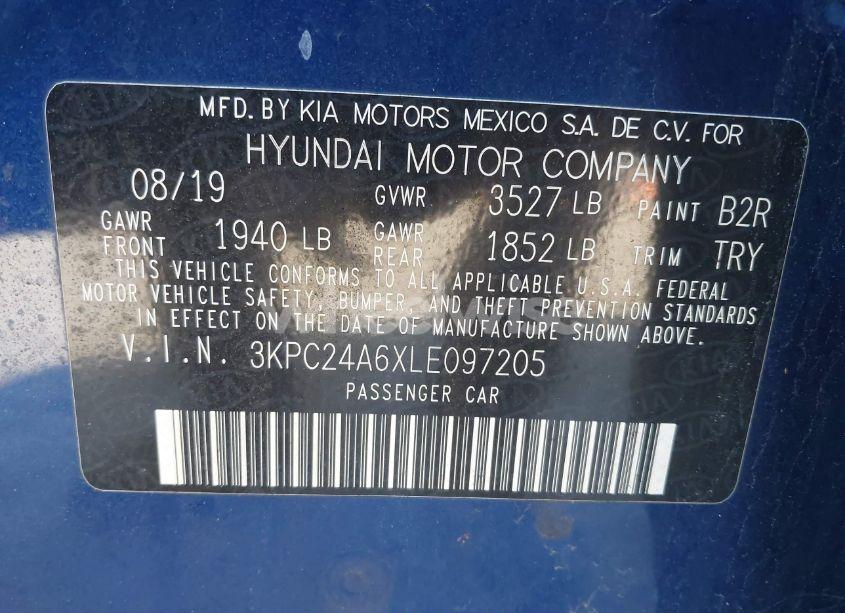 MFD. BY KIA MOTORS MEXICO S.A. DE C.V. FOR
HYUNDAI MOTOR COMPANY
08/19 GVWR 3527 LB PAINT B2R
GAWR FRONT 1940 LB GAWR REAR 1852 LB TRIM TRY
THIS VEHICLE CONFORMS TO ALL APPLICABLE U.S.A. FEDERAL
MOTOR VEHICLE SAFETY, BUMPER, AND THEFT PREVENTION STANDARDS
IN EFFECT ON THE DATE OF MANUFACTURE SHOWN ABOVE.
V.I.N. 3KPC24A6XLE097205
PASSENGER CAR